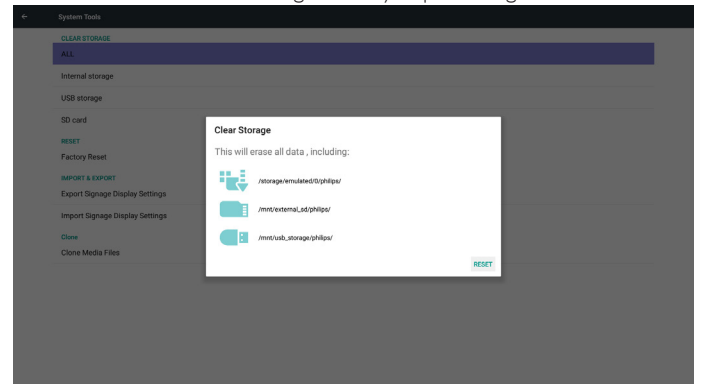 System Tools
CLEAR STORAGE
ALL
Internal storage
USB storage
SD card
RESET
Factory Reset
IMPORT & EXPORT
Export Signage Display Settings
Import Signage Display Settings
Clone
Clone Media Files
Clear Storage
This will erase all data , including:
/storage/emulated/0/philips/
/mnt/external_sd/philips/
/mnt/usb_storage/philips/
RESET